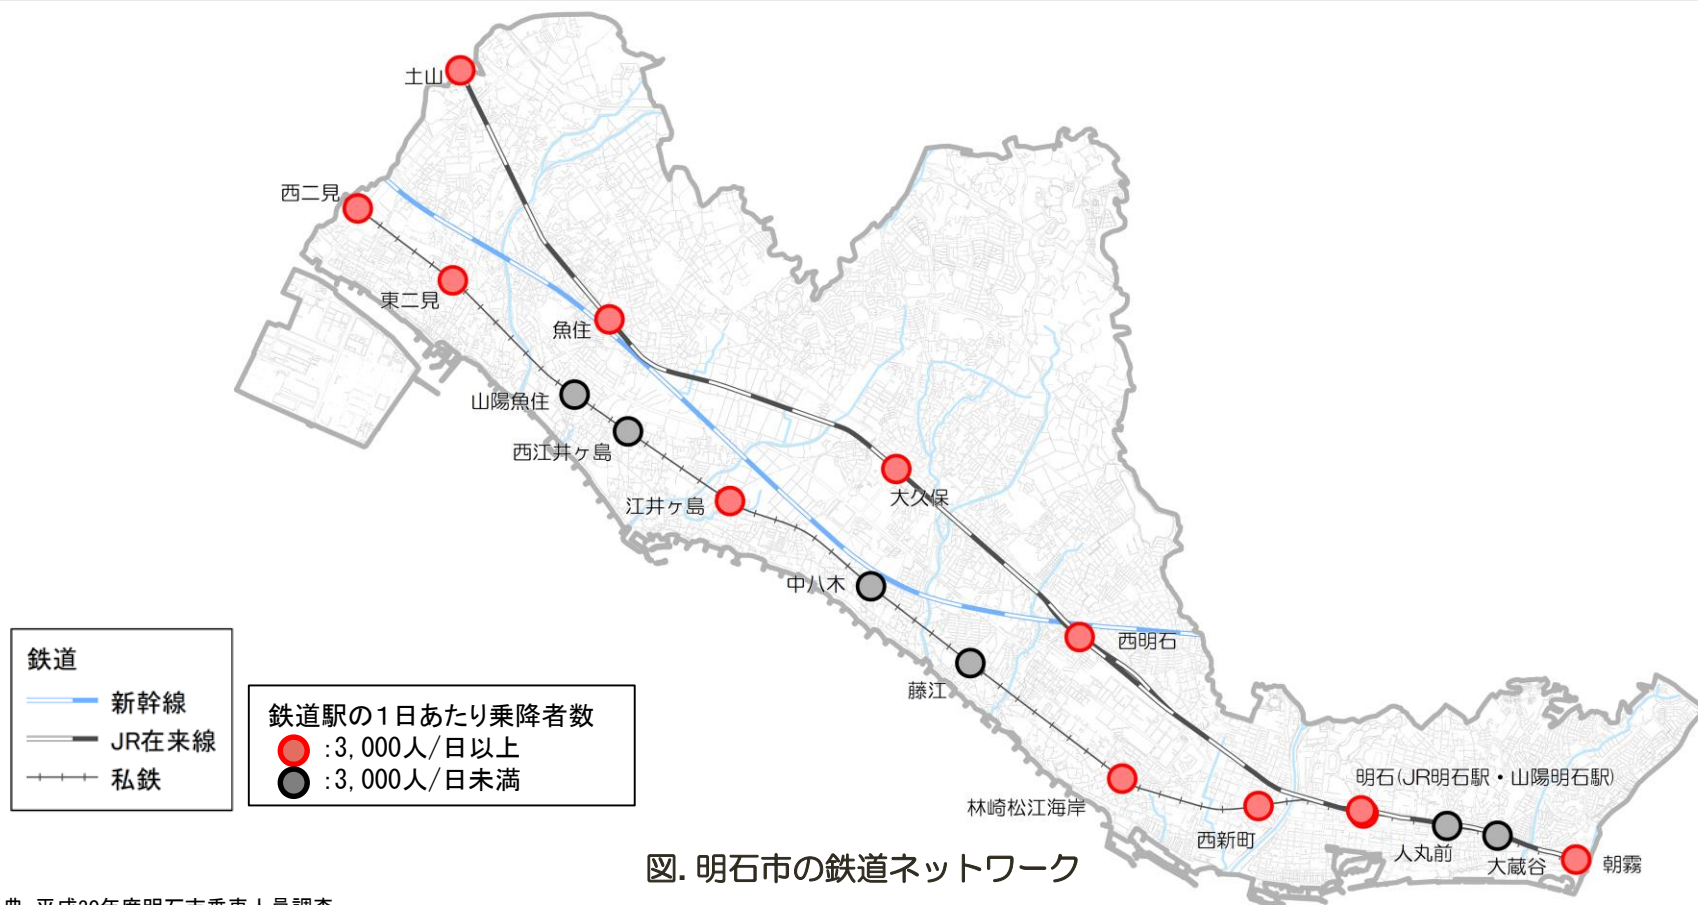 土山
西二見
東二見
魚住
山陽魚住
西江井ヶ島
江井ヶ島
大久保
中八木
西明石
藤江
林崎松江海岸
西新町
明石(JR明石駅・山陽明石駅)
人丸前
大蔵谷
朝霧
鉄道
新幹線
JR在来線
私鉄
鉄道駅の1日あたり乗降者数
:3,000人/日以上
:3,000人/日未満
図. 明石市の鉄道ネットワーク